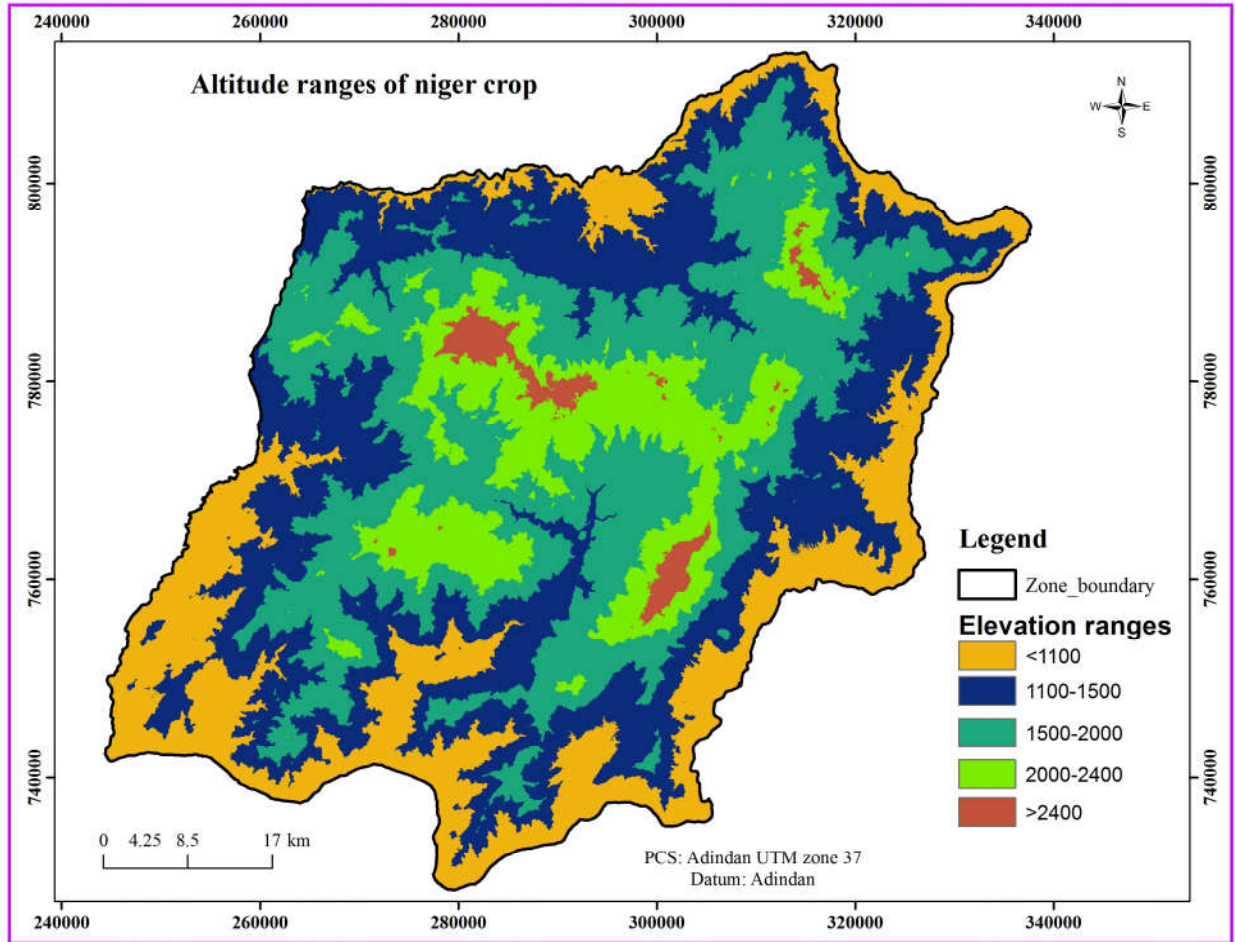 240000 260000 280000 300000 320000 340000
Altitude ranges of niger crop
N
W E
S
800000 800000
780000 780000
760000 760000
740000 740000
Legend
Zone_boundary
Elevation ranges
<1100
1100-1500
1500-2000
2000-2400
>2400
0 4.25 8.5 17 km
PCS: Adindan UTM zone 37
Datum: Adindan
240000 260000 280000 300000 320000 340000